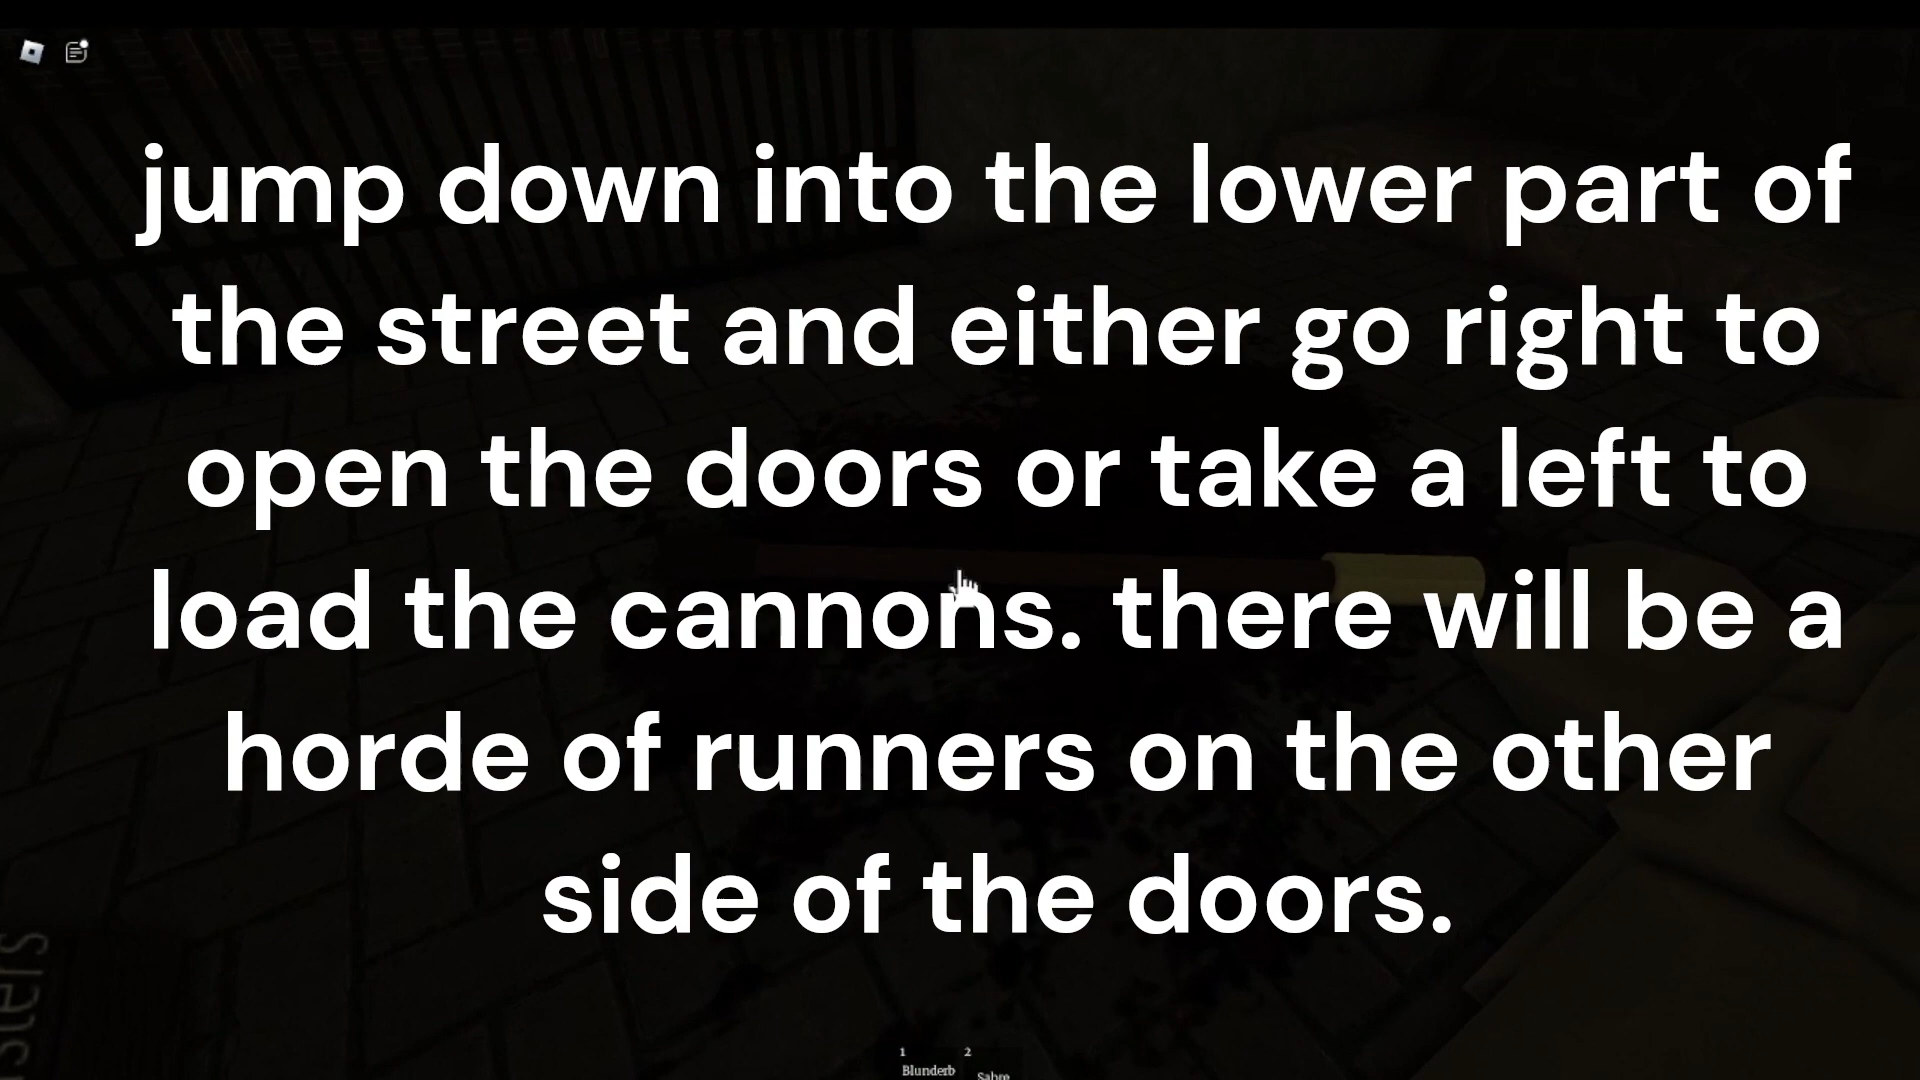 jump down into the lower part of
the street and either go right to
open the doors or take a left to
load the cannons. there will be a
horde of runners on the other
side of the doors.
1 2
Blunderb Sabre